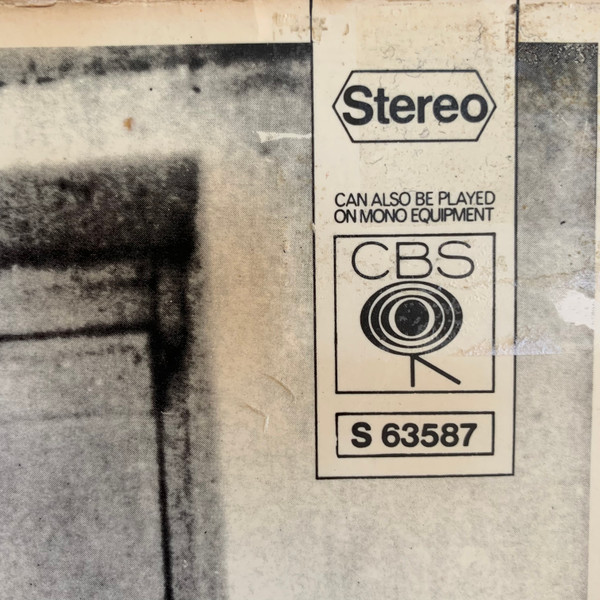 Stereo
CAN ALSO BE PLAYED
ON MONO EQUIPMENT
CBS
S 63587